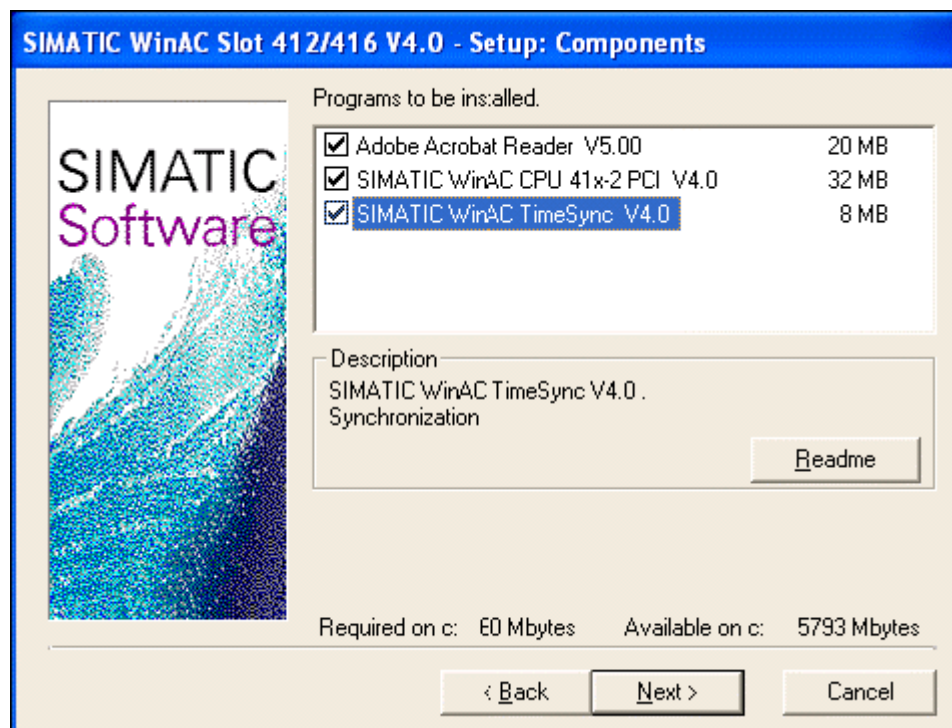 SIMATIC WinAC Slot 412/416 V4.0 - Setup: Components
SIMATIC
Software
Programs to be installed.
Adobe Acrobat Reader V5.00 20 MB
SIMATIC WinAC CPU 41x-2 PCI V4.0 32 MB
SIMATIC WinAC TimeSync V4.0 8 MB
Description
SIMATIC WinAC TimeSync V4.0 .
Synchronization
Readme
Required on c: 60 Mbytes Available on c: 5793 Mbytes
< Back Next > Cancel